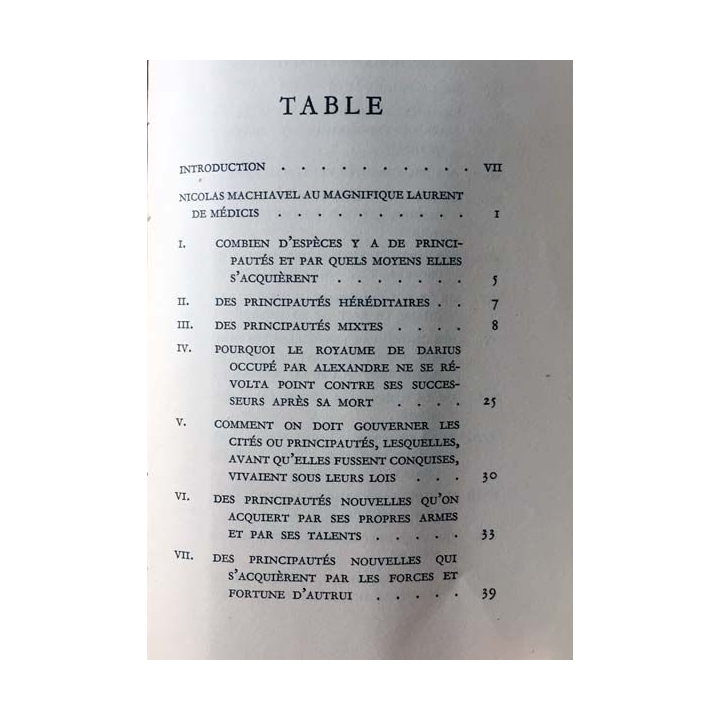 TABLE
INTRODUCTION . . . . . . . . . . VII
NICOLAS MACHIAVEL AU MAGNIFIQUE LAURENT
DE MÉDICIS . . . . . . . . . . 1
I. COMBIEN D'ESPÈCES Y A DE PRINCI-
PAUTÉS ET PAR QUELS MOYENS ELLES
S'ACQUIÈRENT . . . . . . . 5
II. DES PRINCIPAUTÉS HÉRÉDITAIRES . . 7
III. DES PRINCIPAUTÉS MIXTES . . . . 8
IV. POURQUOI LE ROYAUME DE DARIUS
OCCUPÉ PAR ALEXANDRE NE SE RÉ-
VOLTA POINT CONTRE SES SUCCES-
SEURS APRÈS SA MORT . . . . 25
V. COMMENT ON DOIT GOUVERNER LES
CITÉS OU PRINCIPAUTÉS, LESQUELLES,
AVANT QU'ELLES FUSSENT CONQUISES,
VIVAIENT SOUS LEURS LOIS . . . 30
VI. DES PRINCIPAUTÉS NOUVELLES QU'ON
ACQUIERT PAR SES PROPRES ARMES
ET PAR SES TALENTS . . . . . 33
VII. DES PRINCIPAUTÉS NOUVELLES QUI
S'ACQUIÈRENT PAR LES FORCES ET
FORTUNE D'AUTRUI . . . . . 39